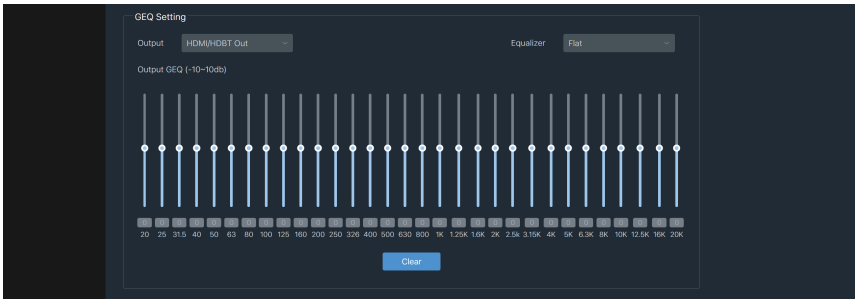 GEQ Setting
Output HDMI/HDBT Out Equalizer Flat
Output GEQ (-10~10db)
0 0 0 0 0 0 0 0 0 0 0 0 0 0 0 0 0 0 0 0 0 0 0 0 0 0 0 0 0 0 0
20 25 31.5 40 50 63 80 100 125 160 200 250 326 400 500 630 800 1K 1.25K 1.6K 2K 2.5k 3.15K 4K 5K 6.3K 8K 10K 12.5K 16K 20K
Clear